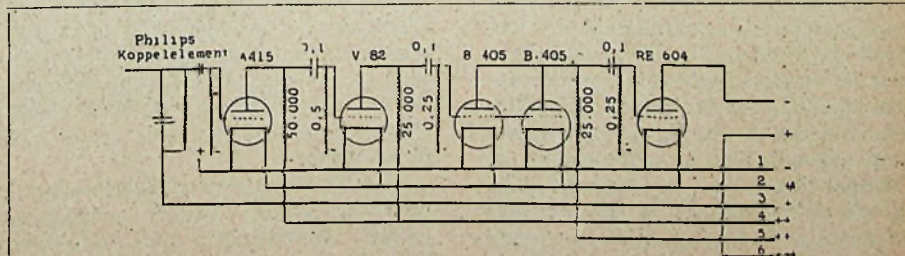 Philips
Koppelelement
A415
0,1
V 82
0,1
B 405
B.405
0,1
RE 604
50.000
0,5
25.000
0,25
25.000
0,25
-
+
1 -
2
3 +
4 ++
5 ++
6